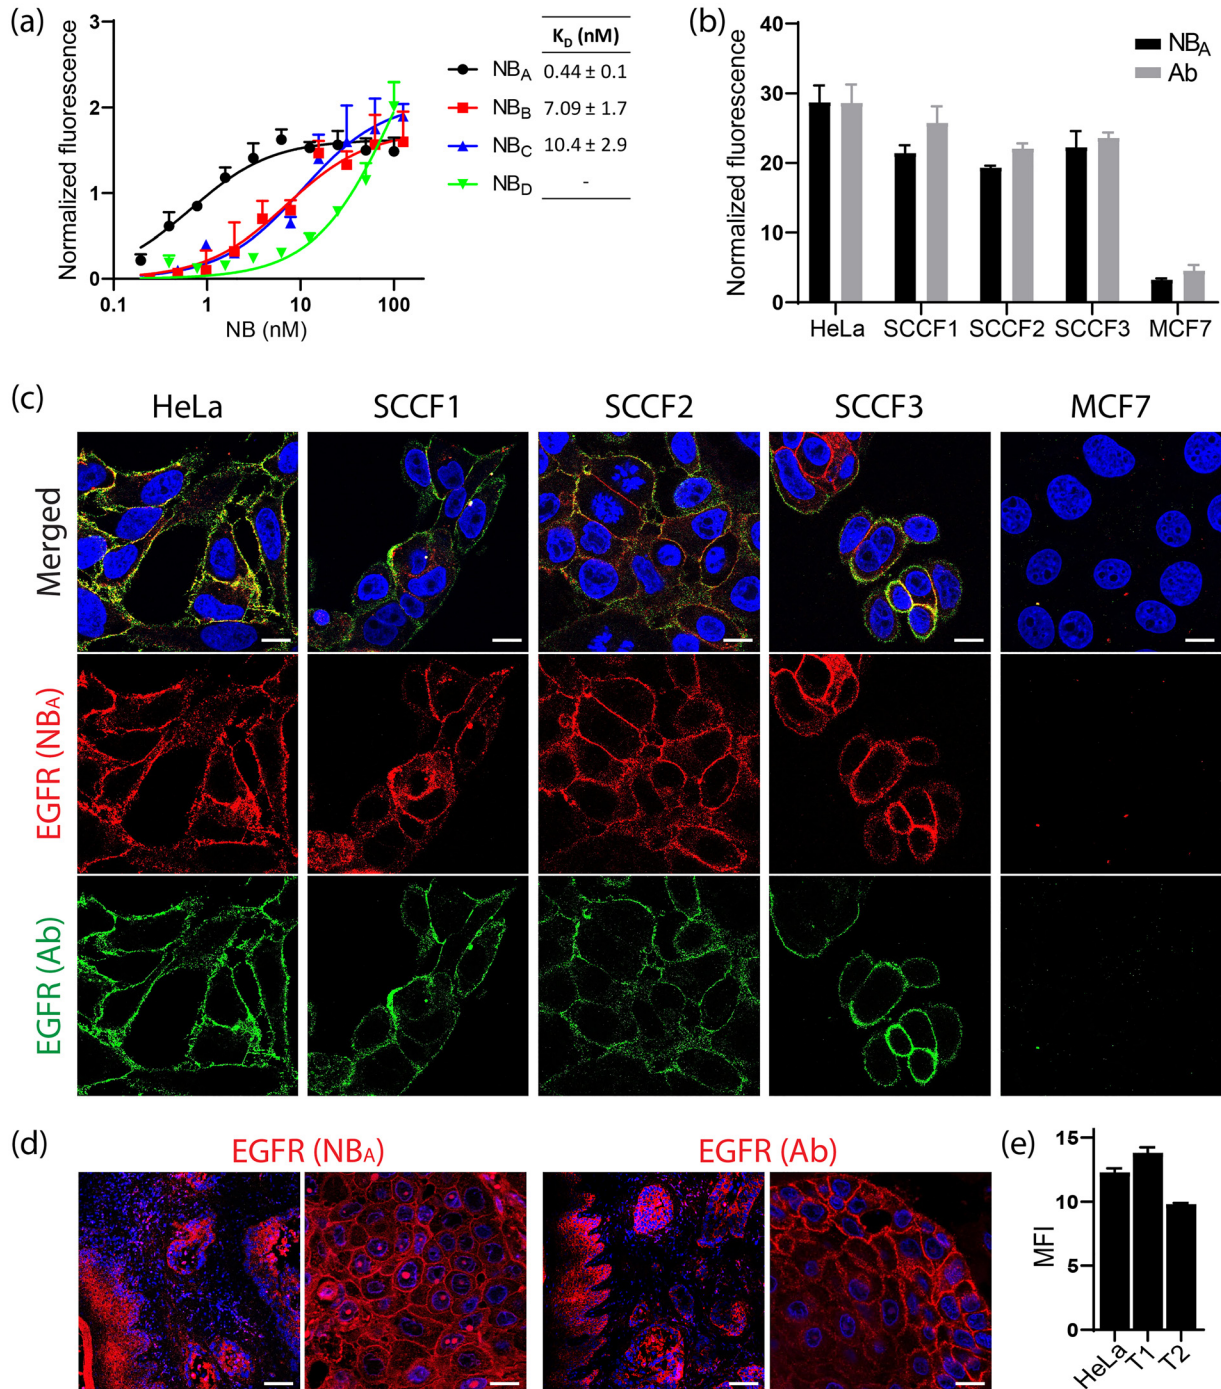 (a)
Normalized fluorescence
3
2
1
0
0.1 1 10 100
NB (nM)
K_D (nM)
NB_A 0.44 ± 0.1
NB_B 7.09 ± 1.7
NB_C 10.4 ± 2.9
NB_D -
(b)
Normalized fluorescence
40
30
20
10
0
NB_A
Ab
HeLa SCCF1 SCCF2 SCCF3 MCF7
(c)
HeLa SCCF1 SCCF2 SCCF3 MCF7
Merged
EGFR (NB_A)
EGFR (Ab)
(d)
EGFR (NB_A) EGFR (Ab)
(e)
MFI
15
10
5
0
HeLa T1 T2